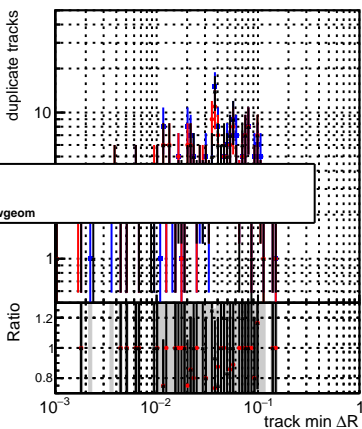 duplicate tracks
10
vgeom
1
Ratio
1.2
1
0.8
10⁻³ 10⁻² 10⁻¹ 1
track min ΔR